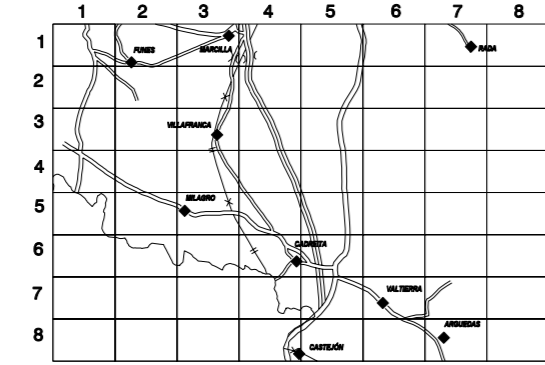 1 2 3 4 5 6 7 8
1
FUNES
MARCILLA
RADA
2
3
VILLAFRANCA
4
5
MILAGRO
6
CADREITA
7
VALTIERRA
8
ARGUEDAS
CASTEJÓN